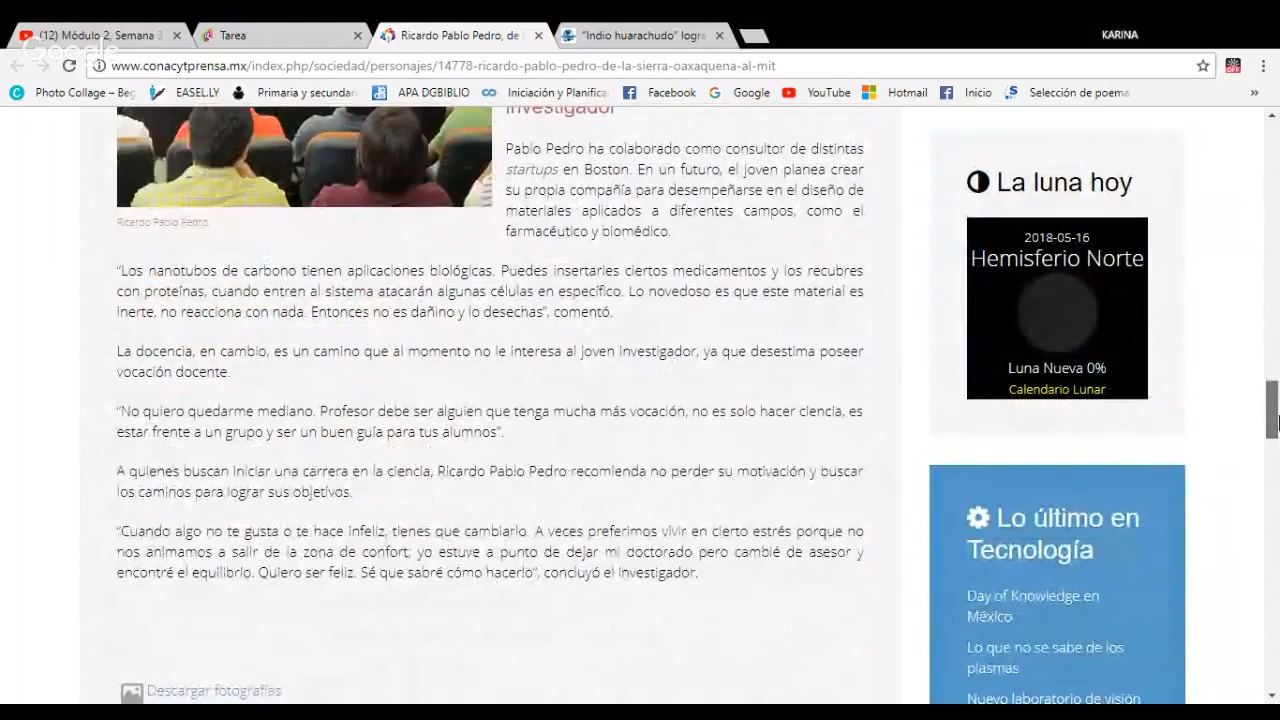 (12) Módulo 2, Semana 3
Tarea
Ricardo Pablo Pedro, de
"Indio huarachudo" logra
KARINA
Google
www.conacytprensa.mx/index.php/sociedad/personajes/14778-ricardo-pablo-pedro-de-la-sierra-oaxaquena-al-mit
OFF
Photo Collage – Beg
EASEL.LY
Primaria y secundari
APA DGBIBLIO
Iniciación y Planifica
Facebook
Google
YouTube
Hotmail
Inicio
Selección de poema
»
investigador
Pablo Pedro ha colaborado como consultor de distintas
startups en Boston. En un futuro, el joven planea crear
su propia compañía para desempeñarse en el diseño de
materiales aplicados a diferentes campos, como el
farmacéutico y biomédico.
Ricardo Pablo Pedro.
"Los nanotubos de carbono tienen aplicaciones biológicas. Puedes insertarles ciertos medicamentos y los recubres
con proteínas, cuando entren al sistema atacarán algunas células en específico. Lo novedoso es que este material es
inerte, no reacciona con nada. Entonces no es dañino y lo desechas", comentó.
La docencia, en cambio, es un camino que al momento no le interesa al joven investigador, ya que desestima poseer
vocación docente.
"No quiero quedarme mediano. Profesor debe ser alguien que tenga mucha más vocación, no es solo hacer ciencia, es
estar frente a un grupo y ser un buen guía para tus alumnos".
A quienes buscan iniciar una carrera en la ciencia, Ricardo Pablo Pedro recomienda no perder su motivación y buscar
los caminos para lograr sus objetivos.
"Cuando algo no te gusta o te hace infeliz, tienes que cambiarlo. A veces preferimos vivir en cierto estrés porque no
nos animamos a salir de la zona de confort; yo estuve a punto de dejar mi doctorado pero cambié de asesor y
encontré el equilibrio. Quiero ser feliz. Sé que sabré cómo hacerlo", concluyó el investigador.
Descargar fotografías
La luna hoy
2018-05-16
Hemisferio Norte
Luna Nueva 0%
Calendario Lunar
Lo último en
Tecnología
Day of Knowledge en
México
Lo que no se sabe de los
plasmas
Nuevo laboratorio de visión